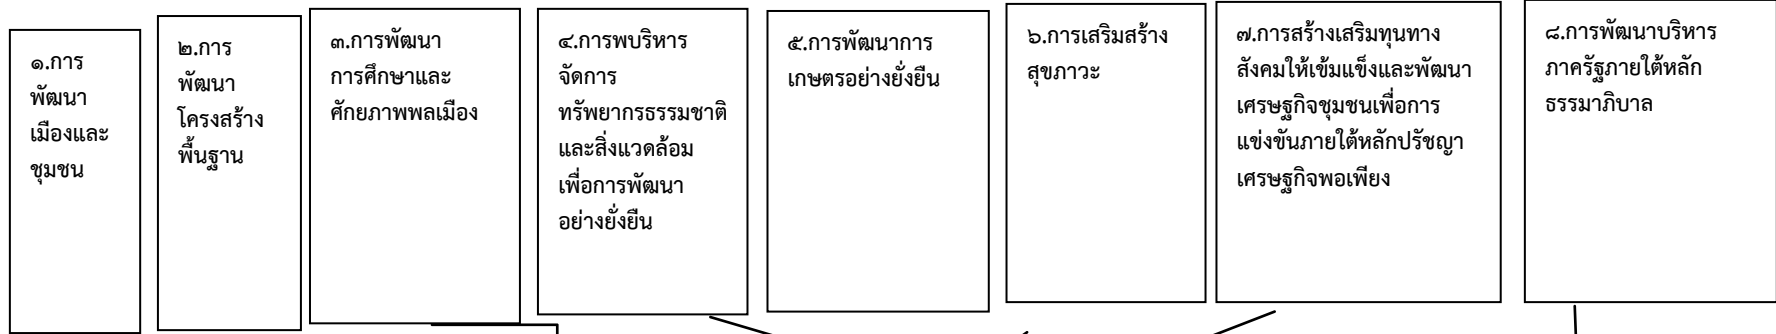 ๑.การ
พัฒนา
เมืองและ
ชุมชน
๒.การ
พัฒนา
โครงสร้าง
พื้นฐาน
๓.การพัฒนา
การศึกษาและ
ศักยภาพพลเมือง
๔.การพบริหาร
จัดการ
ทรัพยากรธรรมชาติ
และสิ่งแวดล้อม
เพื่อการพัฒนา
อย่างยั่งยืน
๕.การพัฒนาการ
เกษตรอย่างยั่งยืน
๖.การเสริมสร้าง
สุขภาวะ
๗.การสร้างเสริมทุนทาง
สังคมให้เข้มแข็งและพัฒนา
เศรษฐกิจชุมชนเพื่อการ
แข่งขันภายใต้หลักปรัชญา
เศรษฐกิจพอเพียง
๘.การพัฒนาบริหาร
ภาครัฐภายใต้หลัก
ธรรมาภิบาล